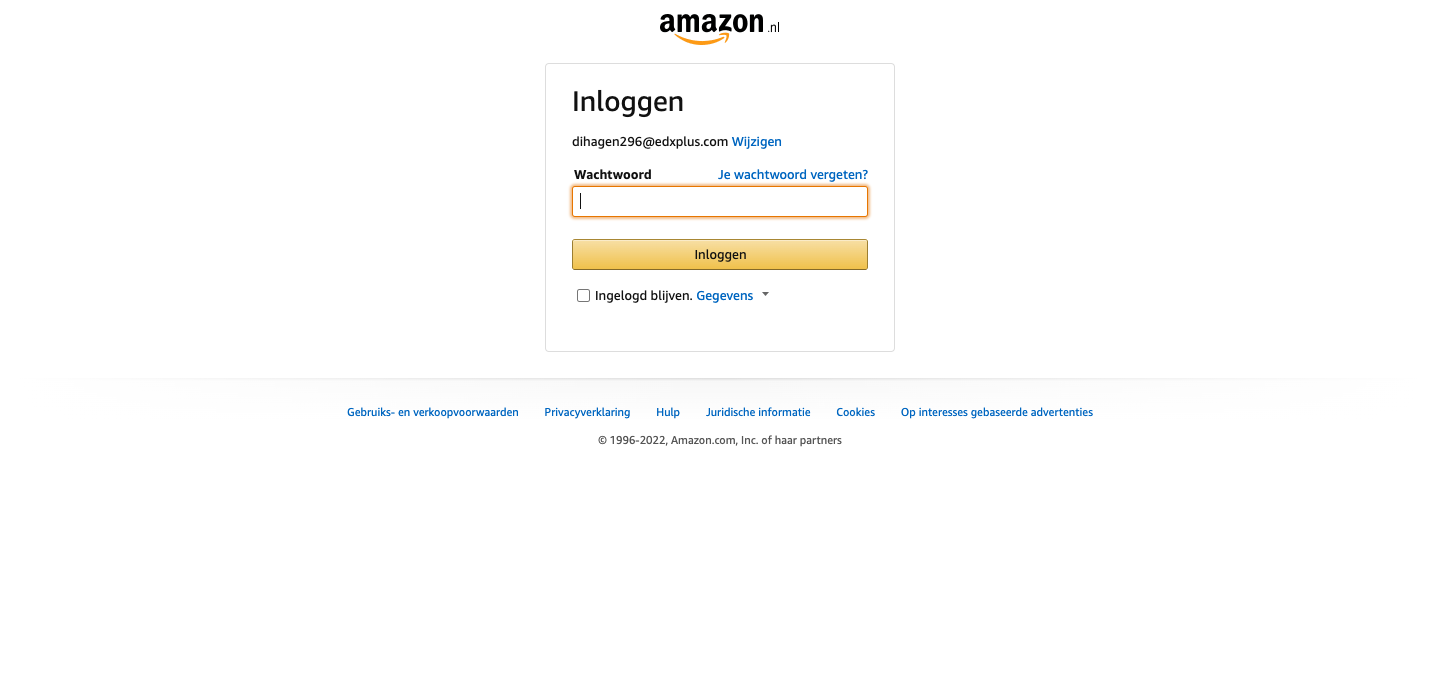 amazon.nl
Inloggen
dihagen296@edxplus.com Wijzigen
Wachtwoord Je wachtwoord vergeten?
Inloggen
Ingelogd blijven. Gegevens
Gebruiks- en verkoopvoorwaarden Privacyverklaring Hulp Juridische informatie Cookies Op interesses gebaseerde advertenties
© 1996-2022, Amazon.com, Inc. of haar partners